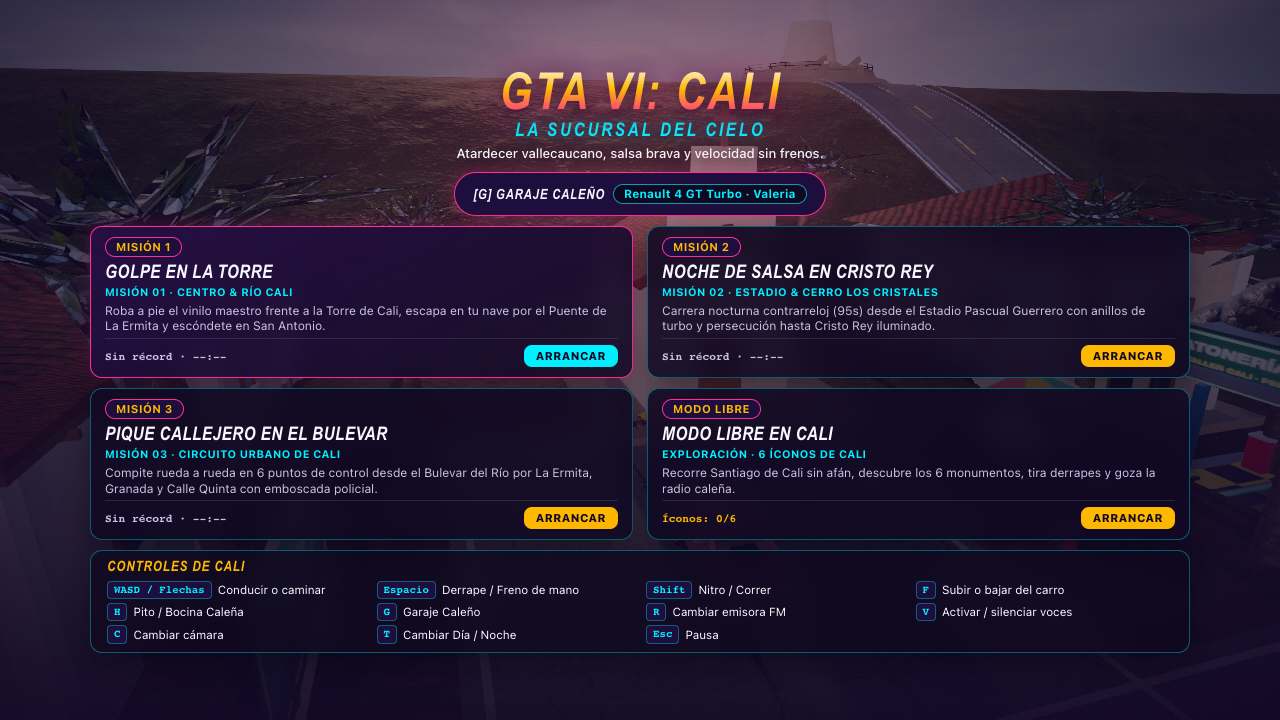 GTA VI: CALI
LA SUCURSAL DEL CIELO
Atardecer vallecaucano, salsa brava y velocidad sin frenos.
[G] GARAJE CALEÑO Renault 4 GT Turbo · Valeria
MISIÓN 1
GOLPE EN LA TORRE
MISIÓN 01 · CENTRO & RÍO CALI
Roba a pie el vinilo maestro frente a la Torre de Cali, escapa en tu nave por el Puente de
La Ermita y escóndete en San Antonio.
Sin récord · --:-- ARRANCAR
MISIÓN 2
NOCHE DE SALSA EN CRISTO REY
MISIÓN 02 · ESTADIO & CERRO LOS CRISTALES
Carrera nocturna contrarreloj (95s) desde el Estadio Pascual Guerrero con anillos de
turbo y persecución hasta Cristo Rey iluminado.
Sin récord · --:-- ARRANCAR
MISIÓN 3
PIQUE CALLEJERO EN EL BULEVAR
MISIÓN 03 · CIRCUITO URBANO DE CALI
Compite rueda a rueda en 6 puntos de control desde el Bulevar del Río por La Ermita,
Granada y Calle Quinta con emboscada policial.
Sin récord · --:-- ARRANCAR
MODO LIBRE
MODO LIBRE EN CALI
EXPLORACIÓN · 6 ÍCONOS DE CALI
Recorre Santiago de Cali sin afán, descubre los 6 monumentos, tira derrapes y goza la
radio caleña.
Íconos: 0/6 ARRANCAR
CONTROLES DE CALI
WASD / Flechas Conducir o caminar
Espacio Derrape / Freno de mano
Shift Nitro / Correr
F Subir o bajar del carro
H Pito / Bocina Caleña
G Garaje Caleño
R Cambiar emisora FM
V Activar / silenciar voces
C Cambiar cámara
T Cambiar Día / Noche
Esc Pausa